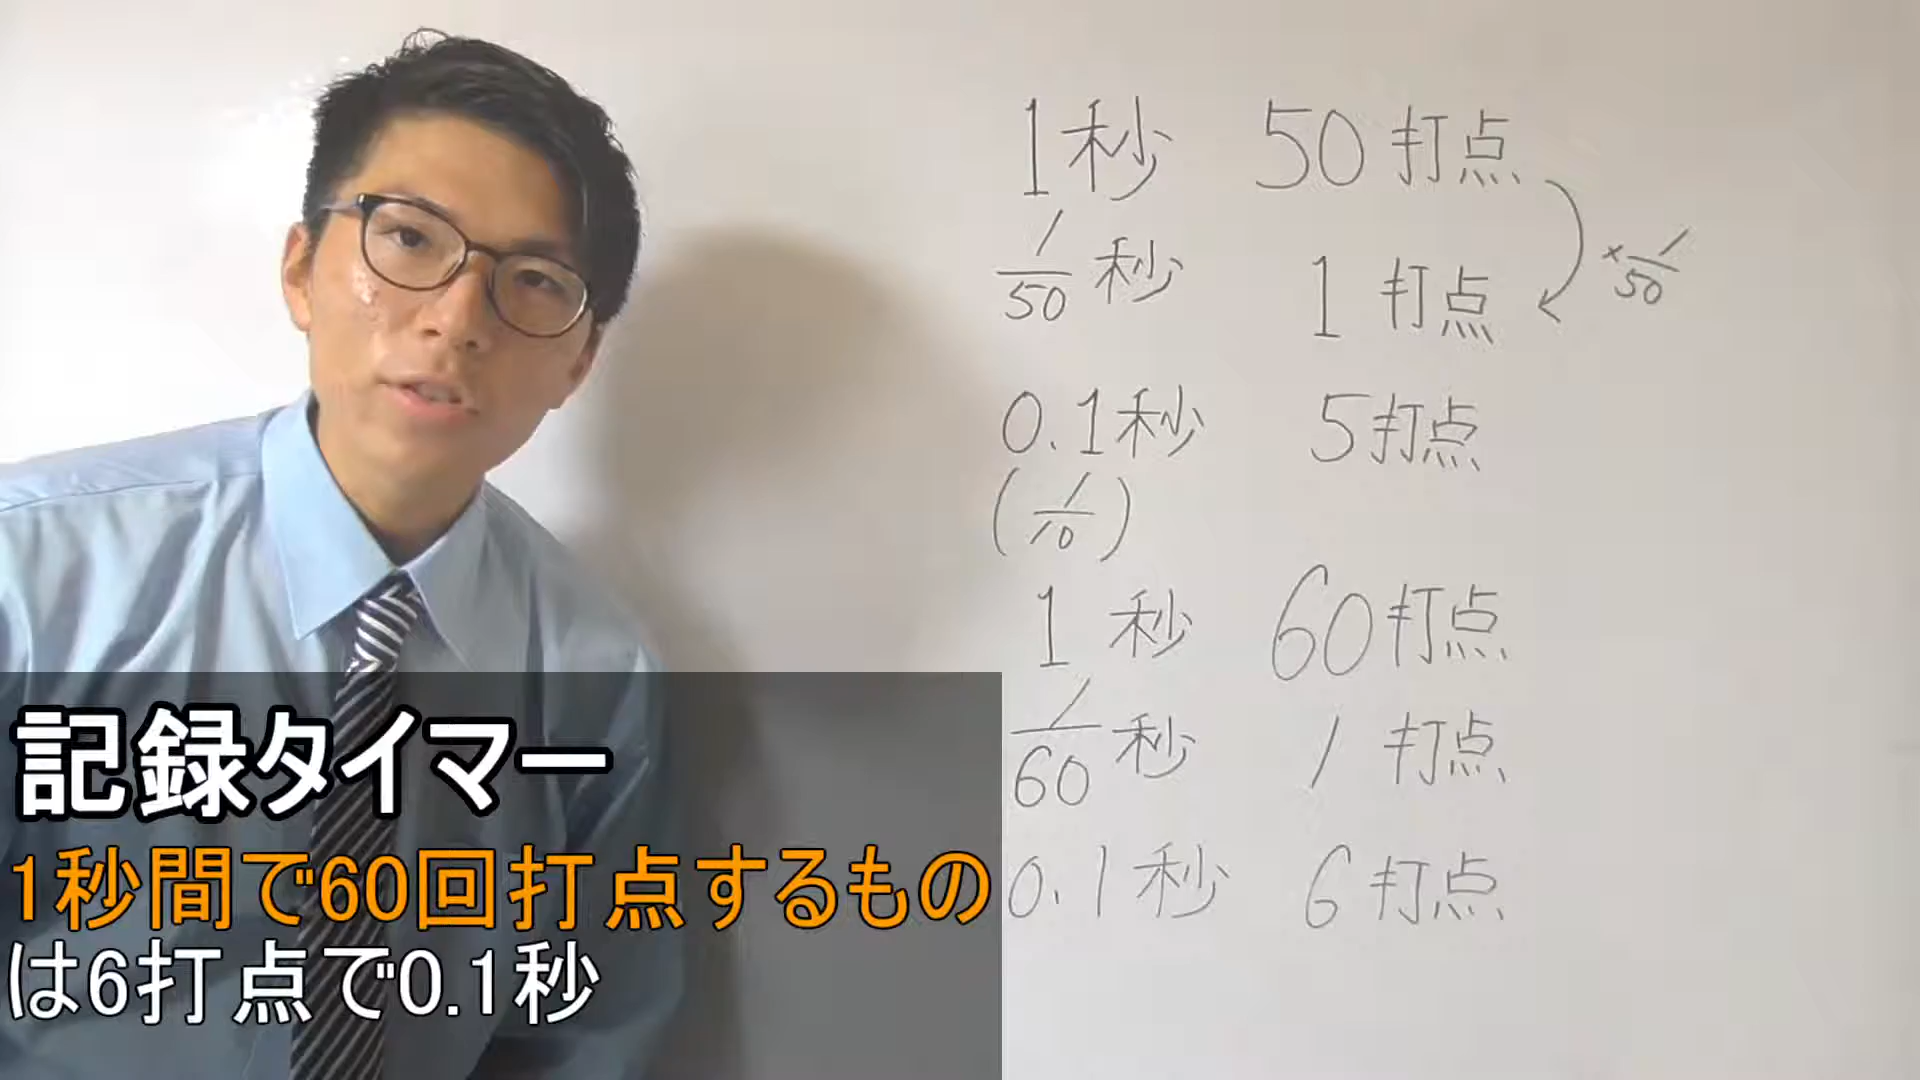 1秒 50打点
1/50秒 1打点
×1/50
0.1秒 5打点
(1/10)
1秒 60打点
1/60秒 1打点
0.1秒 6打点
記録タイマー
1秒間で60回打点するもの
は6打点で0.1秒